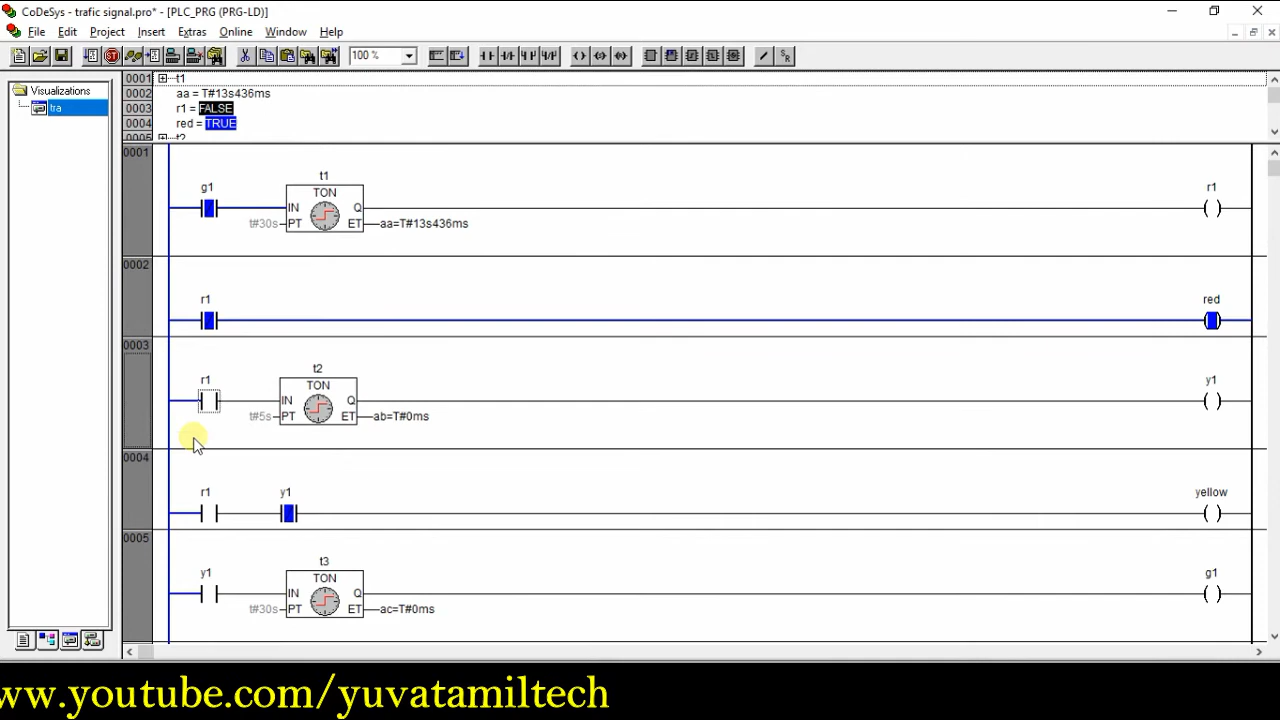 CoDeSys - trafic signal.pro* - [PLC_PRG (PRG-LD)]
File Edit Project Insert Extras Online Window Help
100 %
Visualizations
tra
0001 t1
0002 aa = T#13s436ms
0003 r1 = FALSE
0004 red = TRUE
0005 t2
0001
g1 t1 r1
TON
IN Q
t#30s PT ET aa=T#13s436ms
0002
r1 red
0003
r1 t2 y1
TON
IN Q
t#5s PT ET ab=T#0ms
0004
r1 y1 yellow
0005
y1 t3 g1
TON
IN Q
t#30s PT ET ac=T#0ms
ww.youtube.com/yuvatamiltech